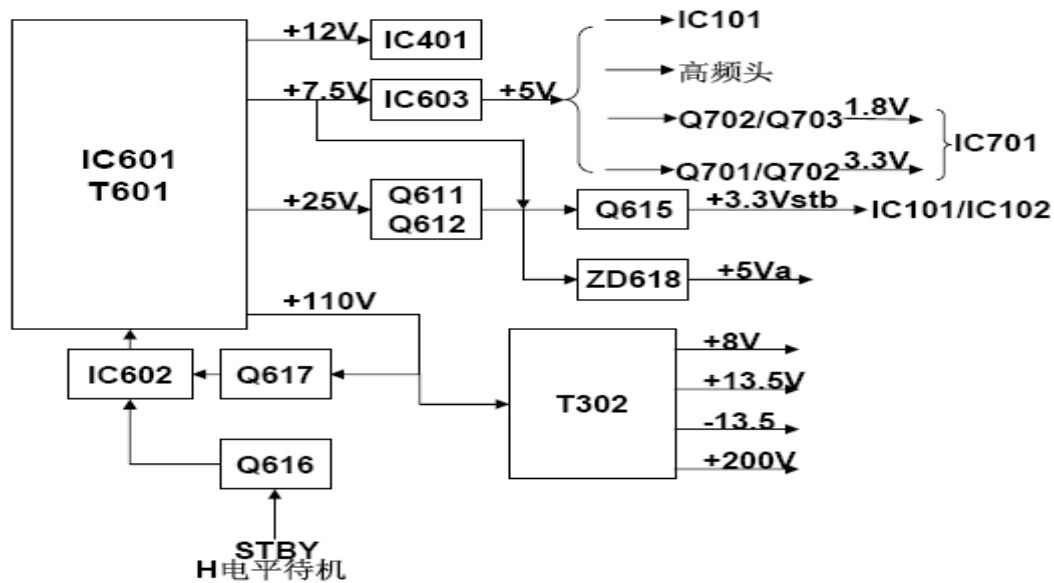 IC601
T601
+12V
IC401
+7.5V
IC603
+5V
IC101
高频头
Q702/Q703
1.8V
Q701/Q702
3.3V
IC701
+25V
Q611
Q612
Q615
+3.3Vstb
IC101/IC102
ZD618
+5Va
+110V
IC602
Q617
T302
+8V
+13.5V
-13.5
+200V
Q616
STBY
H电平待机